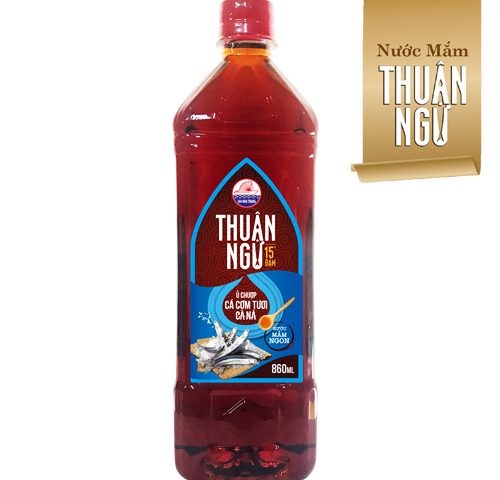 Nước Mắm
THUẬN
NGƯ
THUẬN
NGƯ
15
ĐẠM
Ủ CHƯỢP
CÁ CƠM TƯƠI
CÀ NÁ
NƯỚC
MẮM
NGON
860ML